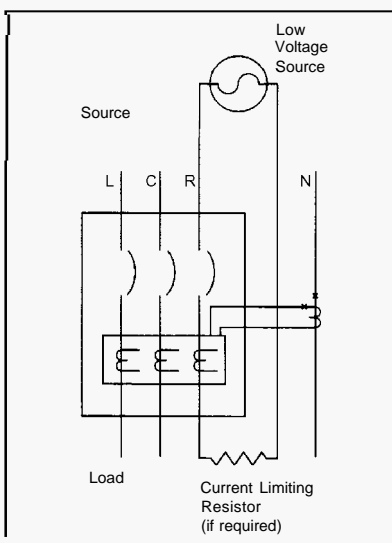 Low
Voltage
Source
Source
L C R N
Load
Current Limiting
Resistor
(if required)